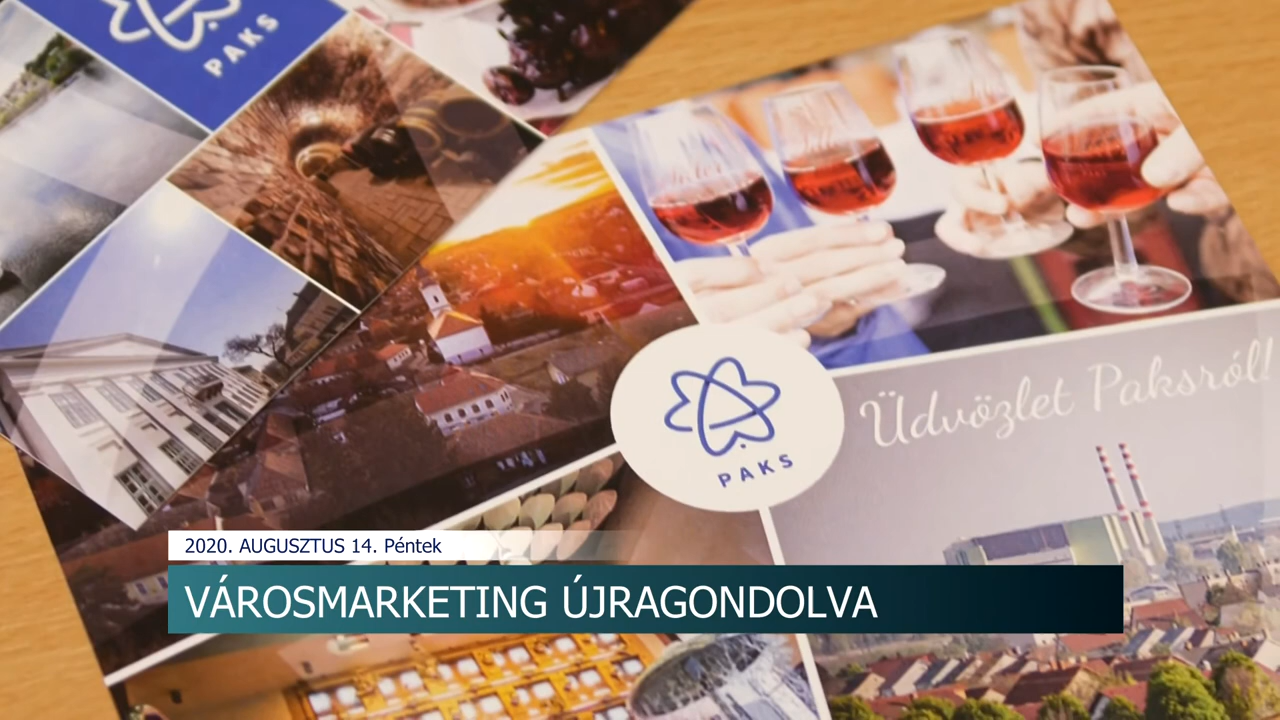 PAKS
Üdvözlet Paksról!
PAKS
2020. AUGUSZTUS 14. Péntek
VÁROSMARKETING ÚJRAGONDOLVA